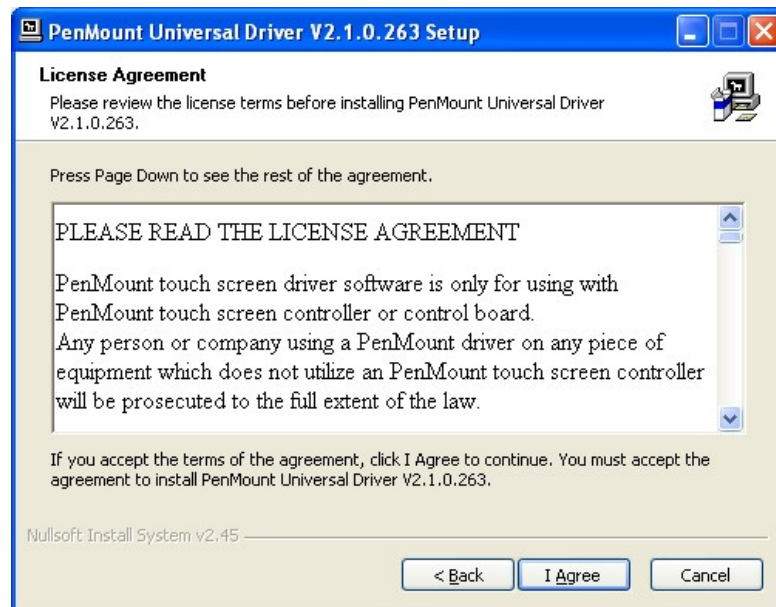 PenMount Universal Driver V2.1.0.263 Setup
License Agreement
Please review the license terms before installing PenMount Universal Driver
V2.1.0.263.
Press Page Down to see the rest of the agreement.
PLEASE READ THE LICENSE AGREEMENT
PenMount touch screen driver software is only for using with
PenMount touch screen controller or control board.
Any person or company using a PenMount driver on any piece of
equipment which does not utilize an PenMount touch screen controller
will be prosecuted to the full extent of the law.
If you accept the terms of the agreement, click I Agree to continue. You must accept the
agreement to install PenMount Universal Driver V2.1.0.263.
Nullsoft Install System v2.45
< Back I Agree Cancel